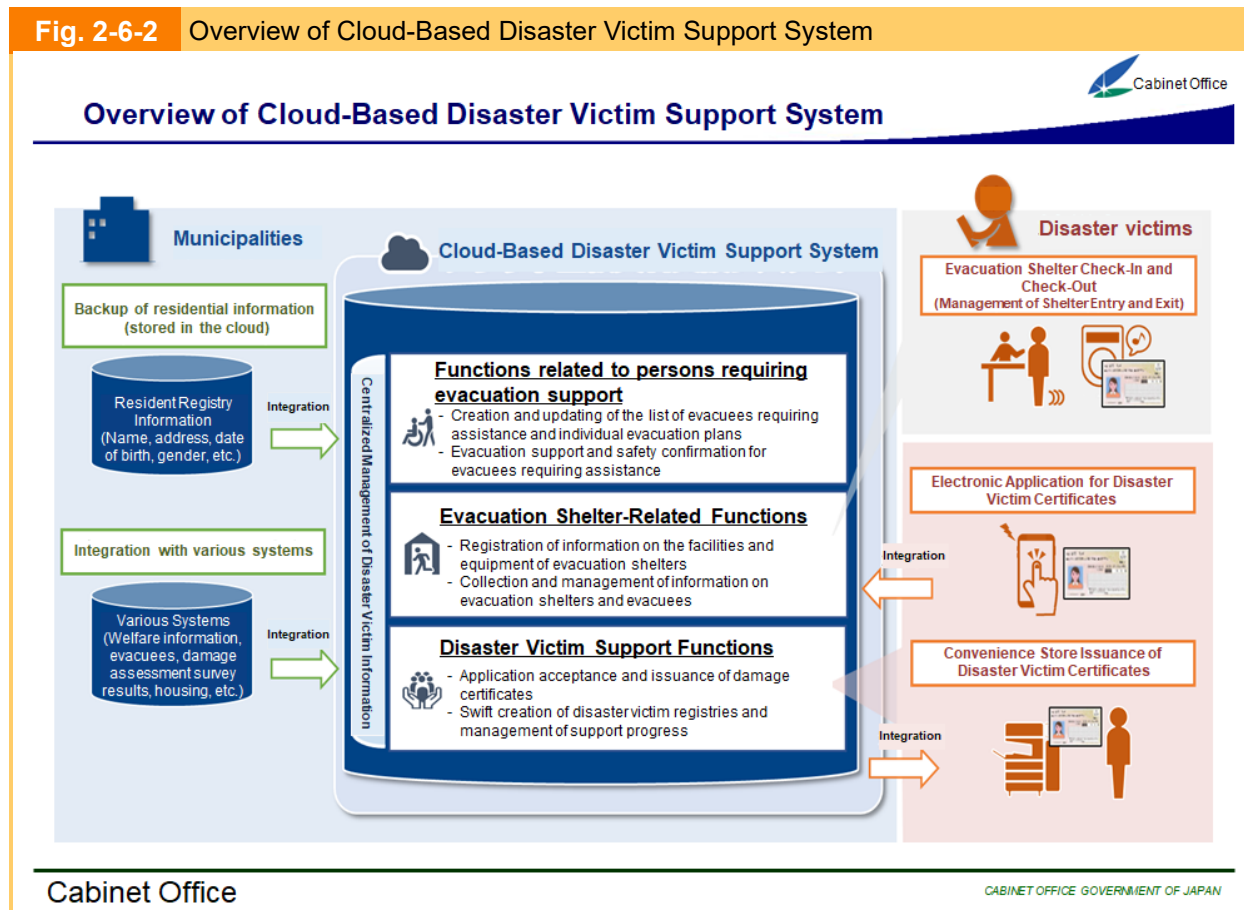 Fig. 2-6-2 Overview of Cloud-Based Disaster Victim Support System
Cabinet Office
Overview of Cloud-Based Disaster Victim Support System
Municipalities
Backup of residential information
(stored in the cloud)
Resident Registry
Information
(Name, address, date
of birth, gender, etc.)
Integration
Integration with various systems
Various Systems
(Welfare information,
evacuees, damage
assessment survey
results, housing, etc.)
Integration
Cloud-Based Disaster Victim Support System
Centralized Management of Disaster Victim Information
Functions related to persons requiring
evacuation support
- Creation and updating of the list of evacuees requiring
assistance and individual evacuation plans
- Evacuation support and safety confirmation for
evacuees requiring assistance
Evacuation Shelter-Related Functions
- Registration of information on the facilities and
equipment of evacuation shelters
- Collection and management of information on
evacuation shelters and evacuees
Disaster Victim Support Functions
- Application acceptance and issuance of damage
certificates
- Swift creation of disaster victim registries and
management of support progress
Disaster victims
Evacuation Shelter Check-In and
Check-Out
(Management of Shelter Entry and Exit)
Electronic Application for Disaster
Victim Certificates
Integration
Convenience Store Issuance of
Disaster Victim Certificates
Integration
Cabinet Office
CABINET OFFICE GOVERNMENT OF JAPAN